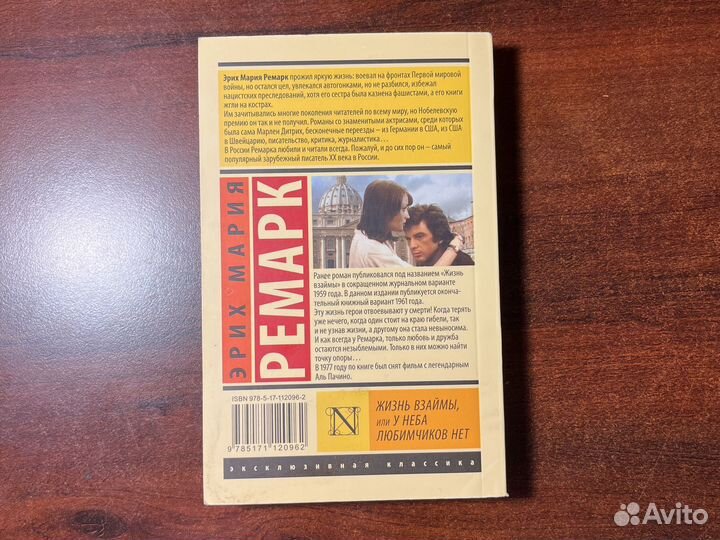 Эрих Мария Ремарк прожил яркую жизнь: воевал на фронтах Первой мировой
войны, но остался цел, увлекался автогонками, но не разбился, избежал
нацистских преследований, хотя его сестра была казнена фашистами, а его книги
жгли на кострах.
Им зачитывались многие поколения читателей по всему миру, но Нобелевскую
премию он так и не получил. Романы со знаменитыми актрисами, среди которых
была сама Марлен Дитрих, бесконечные переезды – из Германии в США, из США
в Швейцарию, писательство, критика, журналистика…
В России Ремарка любили и читали всегда. Пожалуй, и до сих пор он – самый
популярный зарубежный писатель XX века в России.
ЭРИХ МАРИЯ
РЕМАРК
Ранее роман публиковался под названием «Жизнь
взаймы» в сокращенном журнальном варианте
1959 года. В данном издании публикуется оконча-
тельный книжный вариант 1961 года.
Эту жизнь герои отвоевывают у смерти! Когда терять
уже нечего, когда один стоит на краю гибели, так
и не узнав жизни, а другому она стала невыносима.
И как всегда у Ремарка, только любовь и дружба
остаются незыблемыми. Только в них можно найти
точку опоры…
В 1977 году по книге был снят фильм с легендарным
Аль Пачино.
ISBN 978-5-17-112096-2
9 785171 120962
N
ЖИЗНЬ ВЗАЙМЫ,
ИЛИ У НЕБА
ЛЮБИМЧИКОВ НЕТ
эксклюзивная классика
Avito